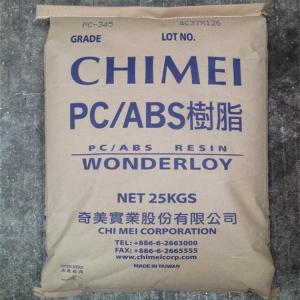 PC-345 4C37X126
GRADE LOT NO.
CHIMEI
PC/ABS樹脂
PC/ABS RESIN
WONDERLOY
NET 25KGS
奇美實業股份有限公司
CHI MEI CORPORATION
TEL: +886-6-2663000
FAX: +886-6-2665555
www.chimeicorp.com
MADE IN TAIWAN